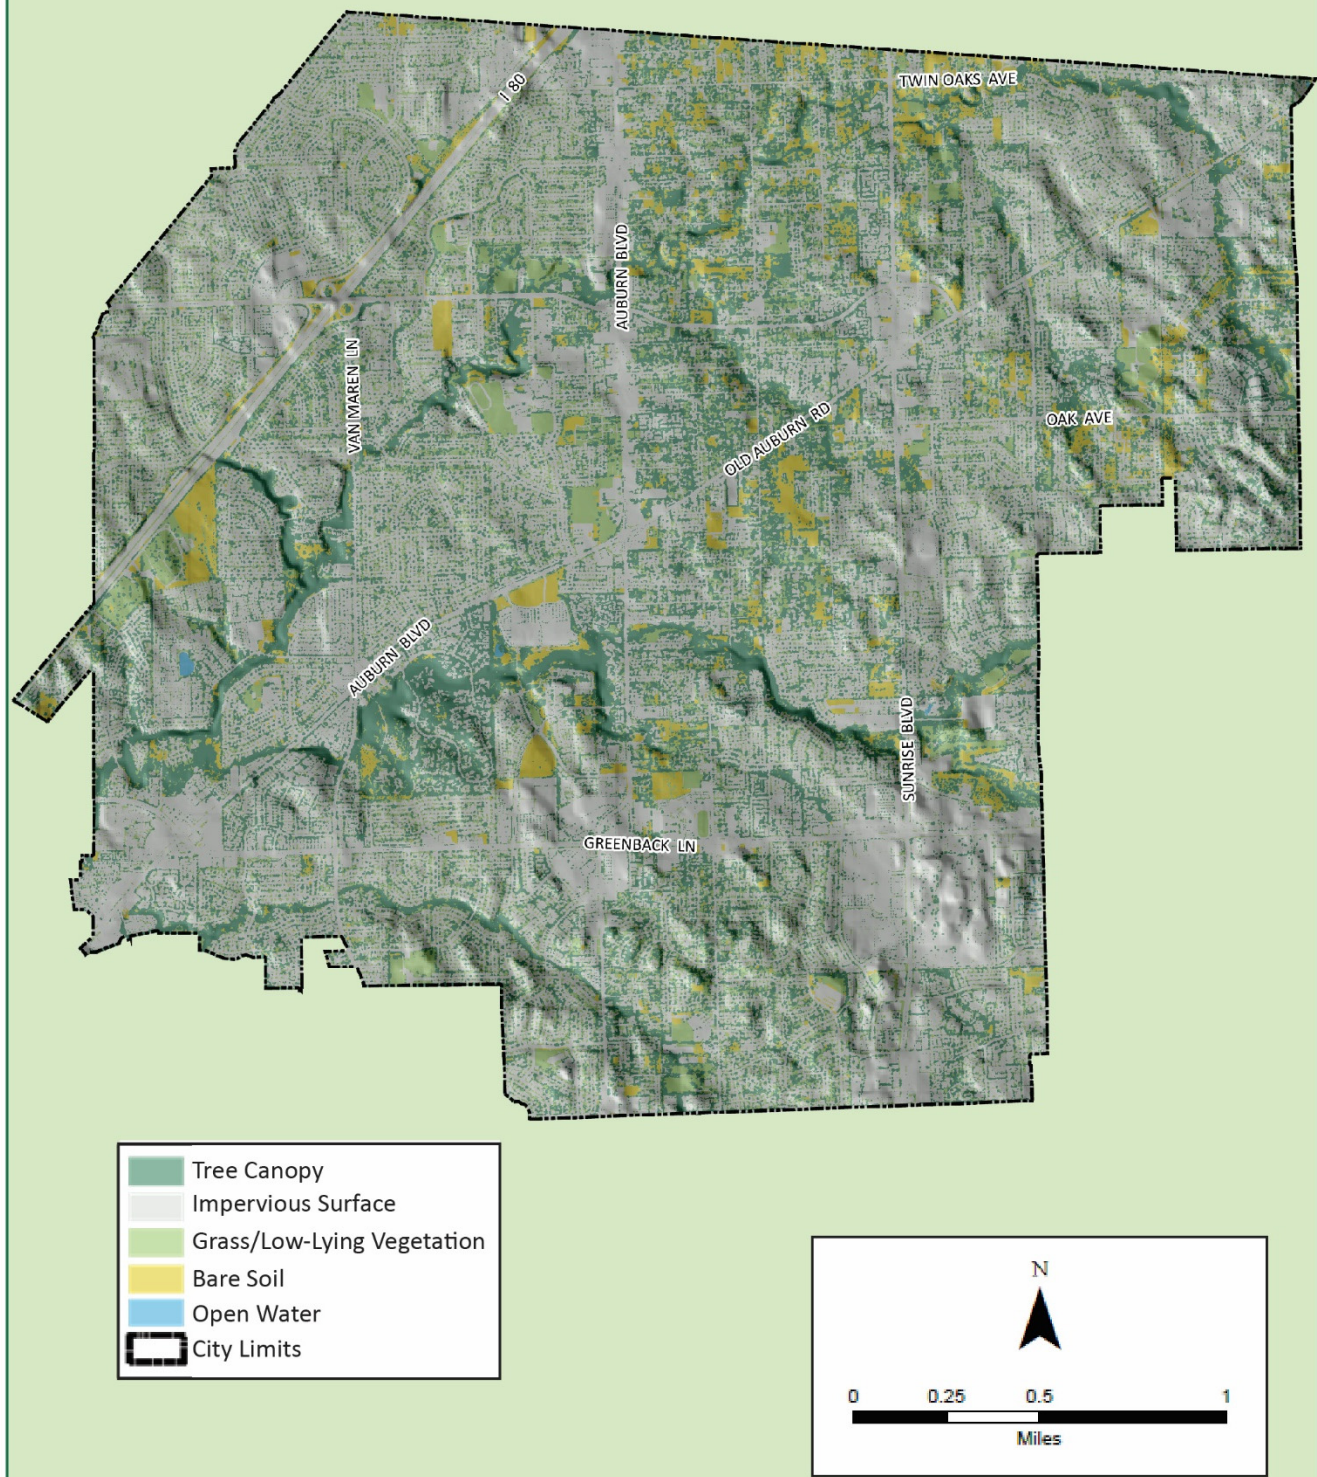 I 80
TWIN OAKS AVE
AUBURN BLVD
VAN MAREN LN
OLD AUBURN RD
OAK AVE
AUBURN BLVD
SUNRISE BLVD
GREENBACK LN
Tree Canopy
Impervious Surface
Grass/Low-Lying Vegetation
Bare Soil
Open Water
City Limits
N
0 0.25 0.5 1
Miles